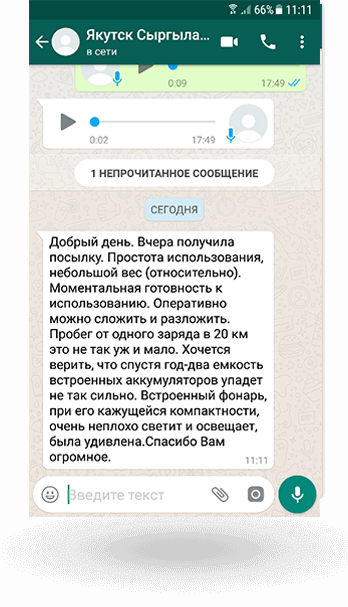 66% 11:11
Якутск Сыргыла...
в сети
0:09 17:49
0:02 17:49
1 НЕПРОЧИТАННОЕ СООБЩЕНИЕ
СЕГОДНЯ
Добрый день. Вчера получила
посылку. Простота использования,
небольшой вес (относительно).
Моментальная готовность к
использованию. Оперативно
можно сложить и разложить.
Пробег от одного заряда в 20 км
это не так уж и мало. Хочется
верить, что спустя год-два емкость
встроенных аккумуляторов упадет
не так сильно. Встроенный фонарь,
при его кажущейся компактности,
очень неплохо светит и освещает,
была удивлена.Спасибо Вам
огромное.
11:11
Введите текст